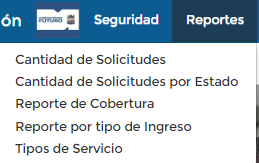 ón FUTURO Seguridad Reportes
Cantidad de Solicitudes
Cantidad de Solicitudes por Estado
Reporte de Cobertura
Reporte por tipo de Ingreso
Tipos de Servicio